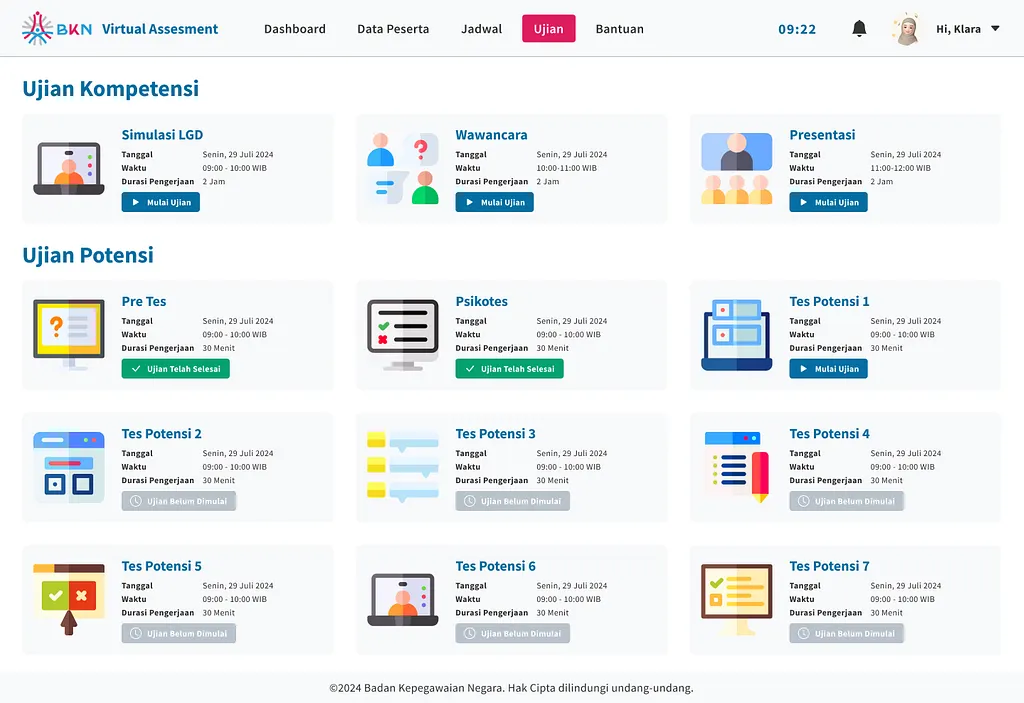 BKN Virtual Assesment Dashboard Data Peserta Jadwal Ujian Bantuan 09:22 Hi, Klara
Ujian Kompetensi
Simulasi LGD
Tanggal Senin, 29 Juli 2024
Waktu 09:00 - 10:00 WIB
Durasi Pengerjaan 2 Jam
Mulai Ujian
Wawancara
Tanggal Senin, 29 Juli 2024
Waktu 10:00-11:00 WIB
Durasi Pengerjaan 2 Jam
Mulai Ujian
Presentasi
Tanggal Senin, 29 Juli 2024
Waktu 11:00-12:00 WIB
Durasi Pengerjaan 2 Jam
Mulai Ujian
Ujian Potensi
Pre Tes
Tanggal Senin, 29 Juli 2024
Waktu 09:00 - 10:00 WIB
Durasi Pengerjaan 30 Menit
Ujian Telah Selesai
Psikotes
Tanggal Senin, 29 Juli 2024
Waktu 09:00 - 10:00 WIB
Durasi Pengerjaan 30 Menit
Ujian Telah Selesai
Tes Potensi 1
Tanggal Senin, 29 Juli 2024
Waktu 09:00 - 10:00 WIB
Durasi Pengerjaan 30 Menit
Mulai Ujian
Tes Potensi 2
Tanggal Senin, 29 Juli 2024
Waktu 09:00 - 10:00 WIB
Durasi Pengerjaan 30 Menit
Ujian Belum Dimulai
Tes Potensi 3
Tanggal Senin, 29 Juli 2024
Waktu 09:00 - 10:00 WIB
Durasi Pengerjaan 30 Menit
Ujian Belum Dimulai
Tes Potensi 4
Tanggal Senin, 29 Juli 2024
Waktu 09:00 - 10:00 WIB
Durasi Pengerjaan 30 Menit
Ujian Belum Dimulai
Tes Potensi 5
Tanggal Senin, 29 Juli 2024
Waktu 09:00 - 10:00 WIB
Durasi Pengerjaan 30 Menit
Ujian Belum Dimulai
Tes Potensi 6
Tanggal Senin, 29 Juli 2024
Waktu 09:00 - 10:00 WIB
Durasi Pengerjaan 30 Menit
Ujian Belum Dimulai
Tes Potensi 7
Tanggal Senin, 29 Juli 2024
Waktu 09:00 - 10:00 WIB
Durasi Pengerjaan 30 Menit
Ujian Belum Dimulai
©2024 Badan Kepegawaian Negara. Hak Cipta dilindungi undang-undang.